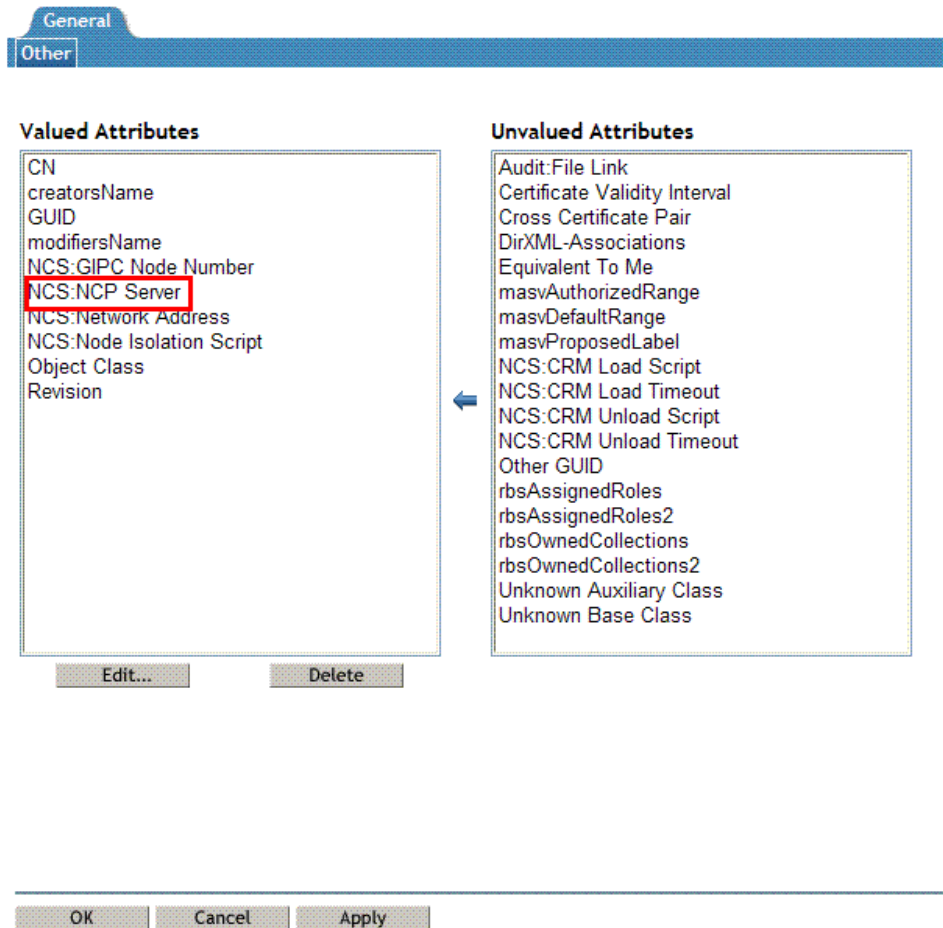 General
Other
Valued Attributes
CN
creatorsName
GUID
modifiersName
NCS:GIPC Node Number
NCS:NCP Server
NCS:Network Address
NCS:Node Isolation Script
Object Class
Revision
Unvalued Attributes
Audit:File Link
Certificate Validity Interval
Cross Certificate Pair
DirXML-Associations
Equivalent To Me
masvAuthorizedRange
masvDefaultRange
masvProposedLabel
NCS:CRM Load Script
NCS:CRM Load Timeout
NCS:CRM Unload Script
NCS:CRM Unload Timeout
Other GUID
rbsAssignedRoles
rbsAssignedRoles2
rbsOwnedCollections
rbsOwnedCollections2
Unknown Auxiliary Class
Unknown Base Class
Edit... Delete
OK Cancel Apply